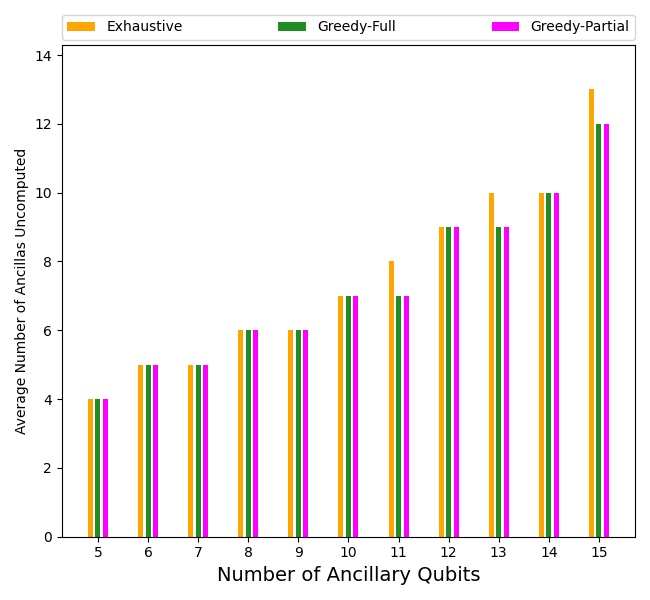 Exhaustive Greedy-Full Greedy-Partial
14
12
10
8
6
4
2
0
Average Number of Ancillas Uncomputed
5 6 7 8 9 10 11 12 13 14 15
Number of Ancillary Qubits